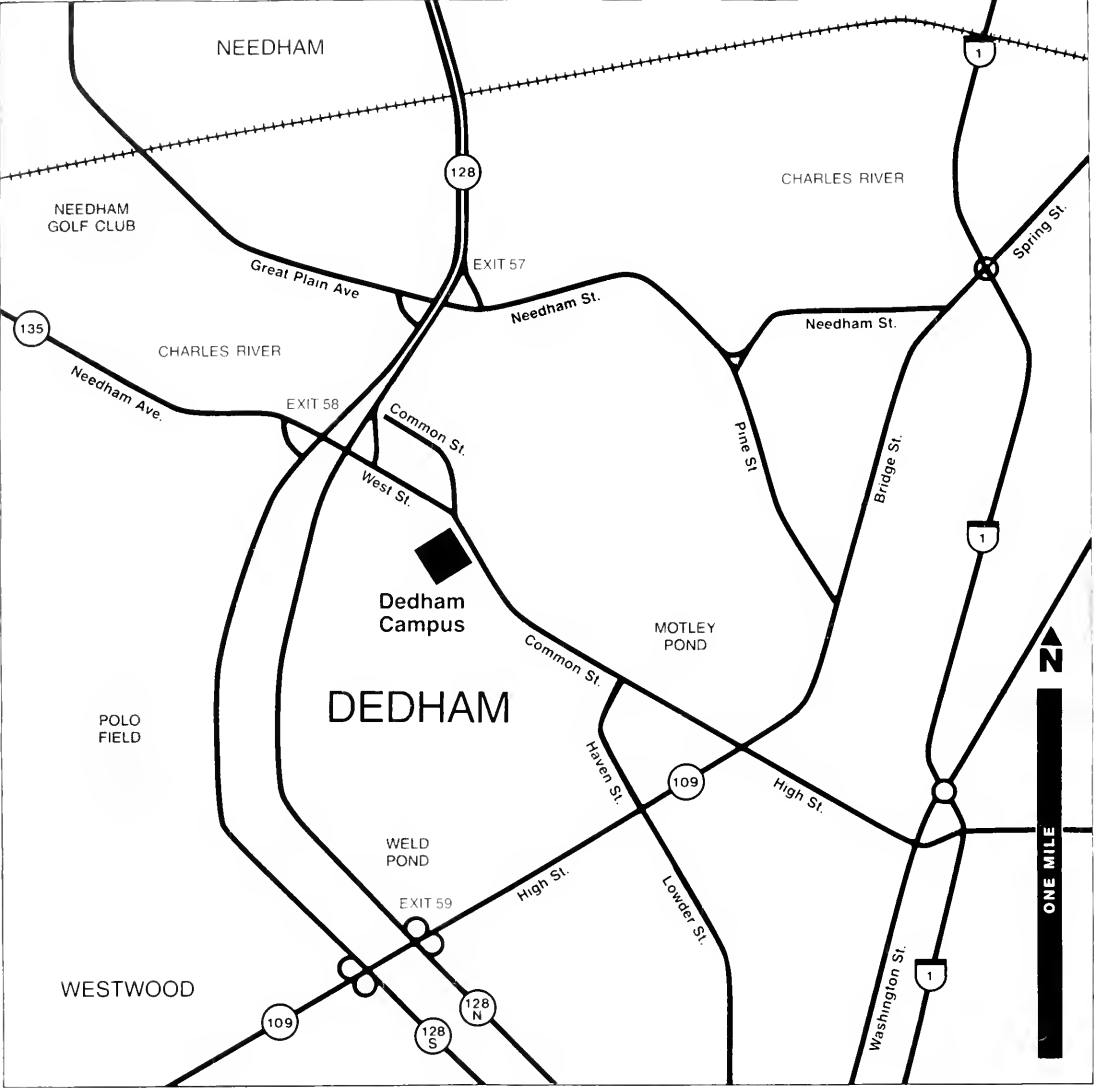 NEEDHAM
1
128
CHARLES RIVER
NEEDHAM
GOLF CLUB
Spring St.
Great Plain Ave
EXIT 57
Needham St.
Needham St.
135
CHARLES RIVER
Needham Ave.
EXIT 58
Common St.
West St.
Pine St
Bridge St.
1
Dedham
Campus
MOTLEY
POND
N
Common St.
DEDHAM
POLO
FIELD
Haven St.
109
High St.
ONE MILE
WELD
POND
High St.
EXIT 59
Lowder St.
Washington St.
1
WESTWOOD
109
128
N
128
S